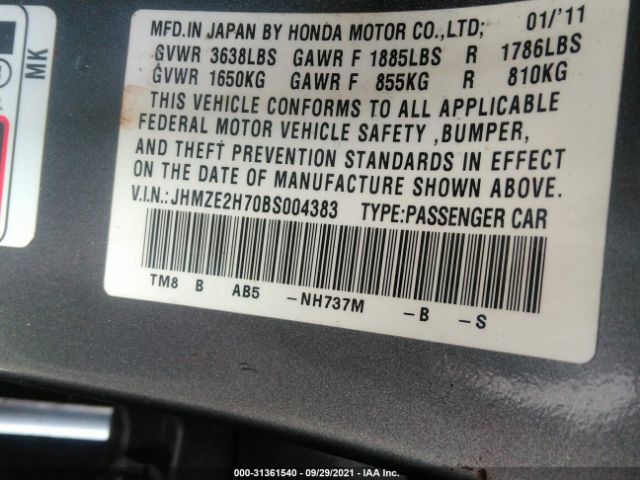 MFD.IN JAPAN BY HONDA MOTOR CO.,LTD; 01/'11
GVWR 3638LBS GAWR F 1885LBS R 1786LBS
GVWR 1650KG GAWR F 855KG R 810KG
THIS VEHICLE CONFORMS TO ALL APPLICABLE
FEDERAL MOTOR VEHICLE SAFETY ,BUMPER,
AND THEFT PREVENTION STANDARDS IN EFFECT
ON THE DATE OF MANUFACTURE SHOWN ABOVE.
V.I.N.:JHMZE2H70BS004383 TYPE:PASSENGER CAR
TM8 B AB5 -NH737M -B -S
MK
000-31361540 - 09/29/2021 - IAA Inc.